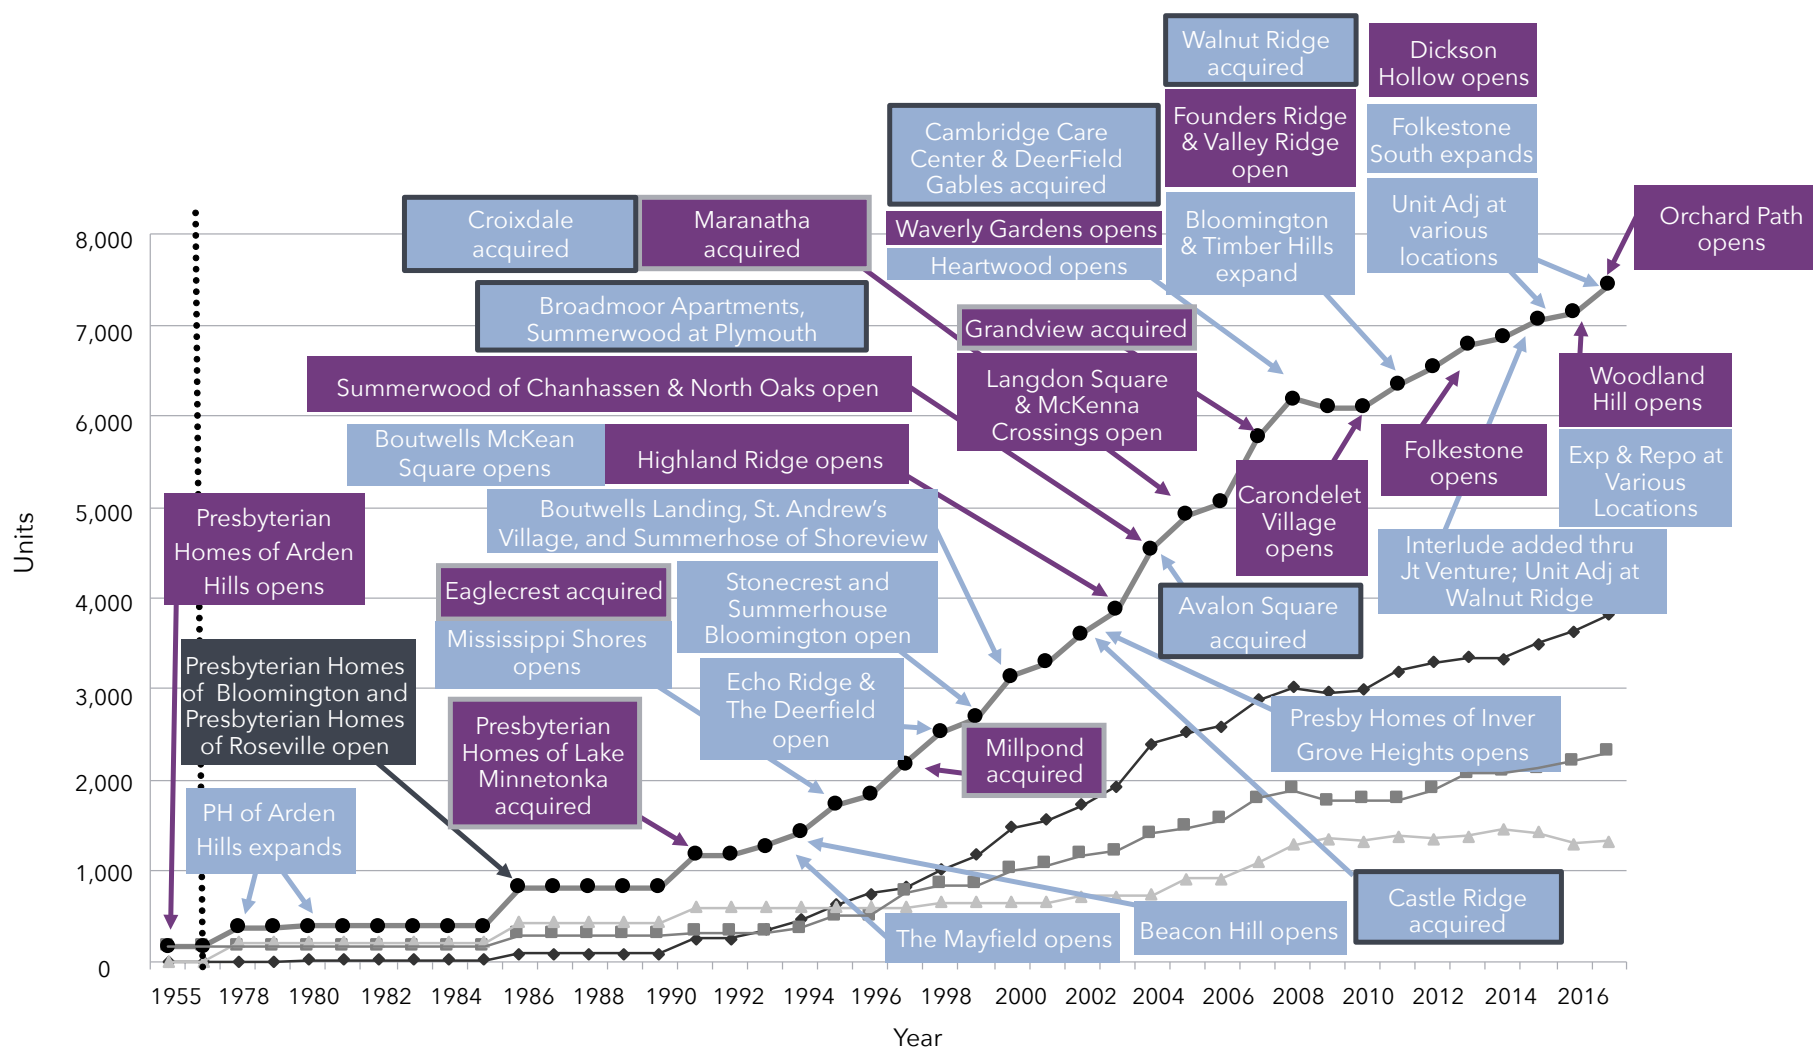 Walnut Ridge
acquired
Dickson
Hollow opens
Founders Ridge
& Valley Ridge
open
Folkestone
South expands
Cambridge Care
Center & DeerField
Gables acquired
Croixdale
acquired
Maranatha
acquired
Waverly Gardens opens
Heartwood opens
Bloomington
& Timber Hills
expand
Unit Adj at
various
locations
Orchard Path
opens
Broadmoor Apartments,
Summerwood at Plymouth
Grandview acquired
Summerwood of Chanhassen & North Oaks open
Langdon Square
& McKenna
Crossings open
Woodland
Hill opens
Boutwells McKean
Square opens
Highland Ridge opens
Folkestone
opens
Exp & Repo at
Various
Locations
Presbyterian
Homes of Arden
Hills opens
Boutwells Landing, St. Andrew's
Village, and Summerhose of Shoreview
Carondelet
Village
opens
Interlude added thru
Jt Venture; Unit Adj at
Walnut Ridge
Eaglecrest acquired
Mississippi Shores
opens
Stonecrest and
Summerhouse
Bloomington open
Avalon Square
acquired
Presbyterian Homes
of Bloomington and
Presbyterian Homes
of Roseville open
Echo Ridge &
The Deerfield
open
Presbyterian
Homes of Lake
Minnetonka
acquired
Millpond
acquired
Presby Homes of Inver
Grove Heights opens
PH of Arden
Hills expands
The Mayfield opens
Beacon Hill opens
Castle Ridge
acquired
Units
8,000
7,000
6,000
5,000
4,000
3,000
2,000
1,000
0
1955 1978 1980 1982 1984 1986 1988 1990 1992 1994 1996 1998 2000 2002 2004 2006 2008 2010 2012 2014 2016
Year